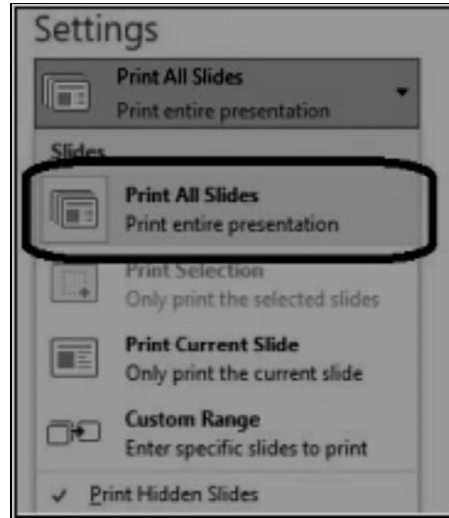 Settings
Print All Slides
Print entire presentation
Slides
Print All Slides
Print entire presentation
Print Selection
Only print the selected slides
Print Current Slide
Only print the current slide
Custom Range
Enter specific slides to print
Print Hidden Slides